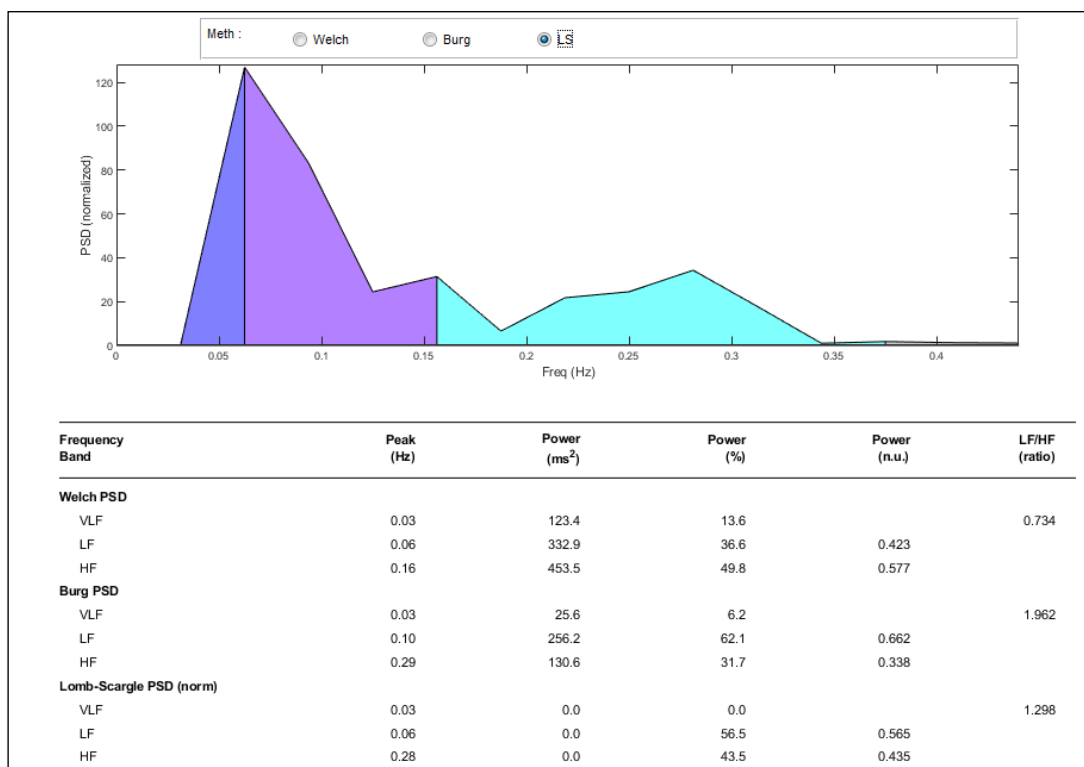 Meth : Welch Burg LS
PSD (normalized)
120
100
80
60
40
20
0
0 0.05 0.1 0.15 0.2 0.25 0.3 0.35 0.4
Freq (Hz)
Frequency Band Peak (Hz) Power (ms2) Power (%) Power (n.u.) LF/HF (ratio)
Welch PSD
VLF 0.03 123.4 13.6 0.734
LF 0.06 332.9 36.6 0.423
HF 0.16 453.5 49.8 0.577
Burg PSD
VLF 0.03 25.6 6.2 1.962
LF 0.10 256.2 62.1 0.662
HF 0.29 130.6 31.7 0.338
Lomb-Scargle PSD (norm)
VLF 0.03 0.0 0.0 1.298
LF 0.06 0.0 56.5 0.565
HF 0.28 0.0 43.5 0.435